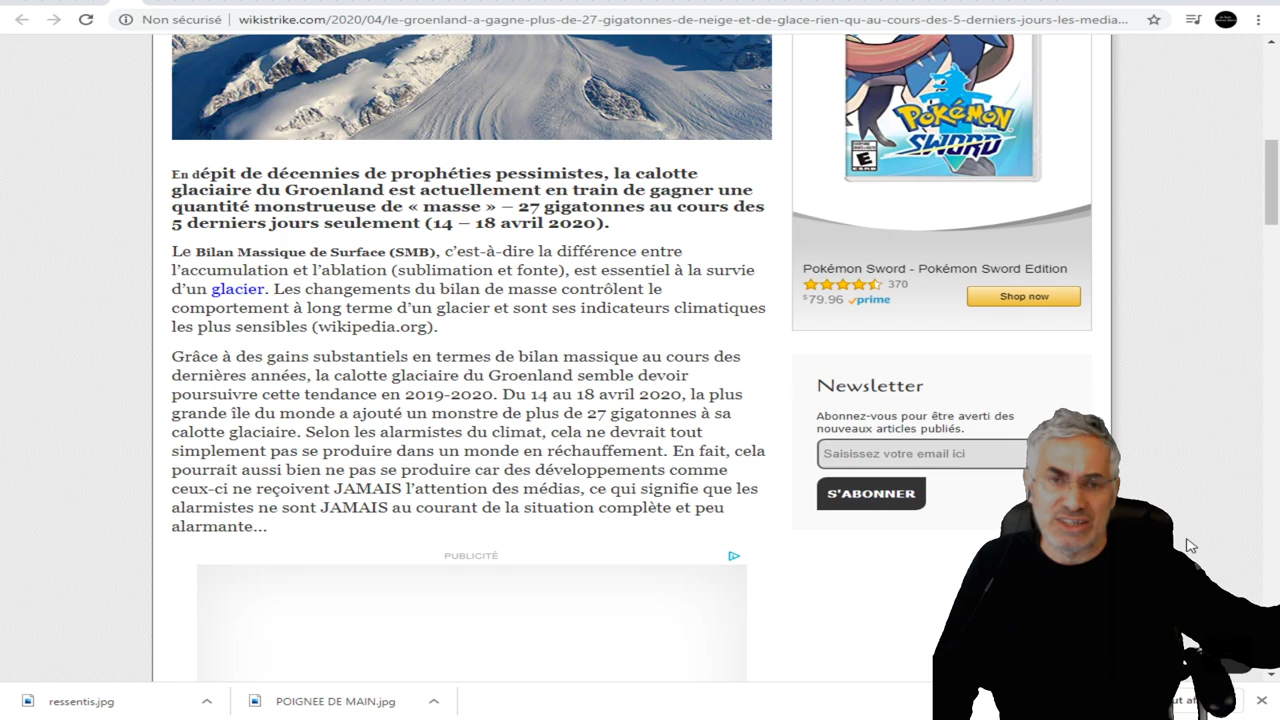 Non sécurisé
wikistrike.com/2020/04/le-groenland-a-gagne-plus-de-27-gigatonnes-de-neige-et-de-glace-rien-qu-au-cours-des-5-derniers-jours-les-media...
En dépit de décennies de prophéties pessimistes, la calotte
glaciaire du Groenland est actuellement en train de gagner une
quantité monstrueuse de « masse » – 27 gigatonnes au cours des
5 derniers jours seulement (14 – 18 avril 2020).
Le Bilan Massique de Surface (SMB), c’est-à-dire la différence entre
l’accumulation et l’ablation (sublimation et fonte), est essentiel à la survie
d’un glacier. Les changements du bilan de masse contrôlent le
comportement à long terme d’un glacier et sont ses indicateurs climatiques
les plus sensibles (wikipedia.org).
Grâce à des gains substantiels en termes de bilan massique au cours des
dernières années, la calotte glaciaire du Groenland semble devoir
poursuivre cette tendance en 2019-2020. Du 14 au 18 avril 2020, la plus
grande île du monde a ajouté un monstre de plus de 27 gigatonnes à sa
calotte glaciaire. Selon les alarmistes du climat, cela ne devrait tout
simplement pas se produire dans un monde en réchauffement. En fait, cela
pourrait aussi bien ne pas se produire car des développements comme
ceux-ci ne reçoivent JAMAIS l’attention des médias, ce qui signifie que les
alarmistes ne sont JAMAIS au courant de la situation complète et peu
alarmante...
PUBLICITÉ
POKÉMON
SWORD
E
Pokémon Sword - Pokémon Sword Edition
370
$79.96 prime
Shop now
Newsletter
Abonnez-vous pour être averti des
nouveaux articles publiés.
Saisissez votre email ici
S'ABONNER
ressentis.jpg
POIGNEE DE MAIN.jpg